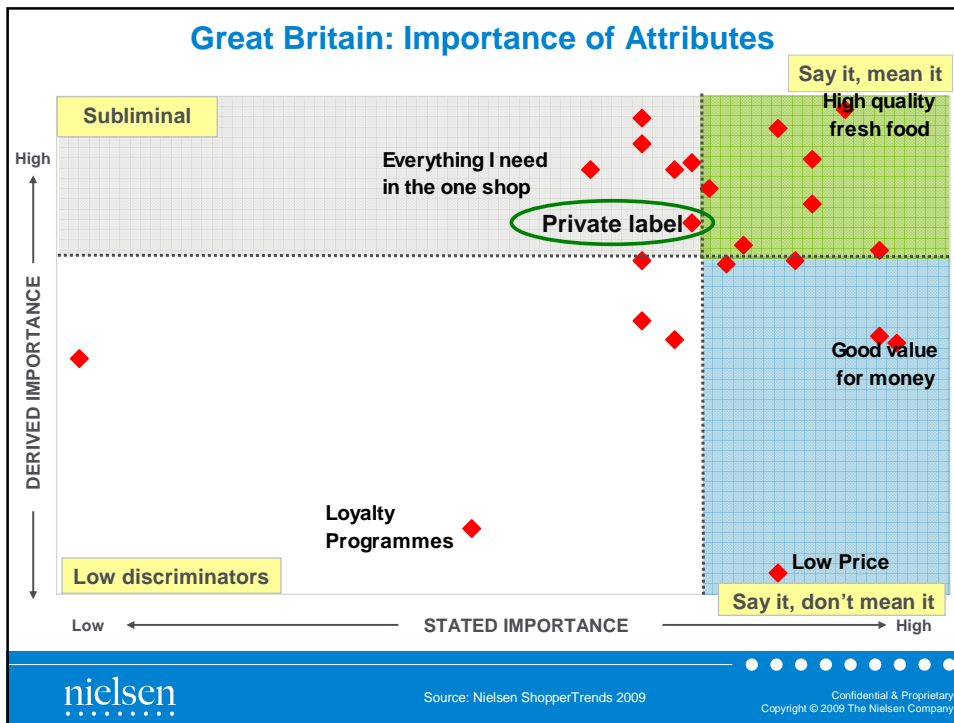 Great Britain: Importance of Attributes
Say it, mean it
Subliminal
High quality
fresh food
High
Everything I need
in the one shop
Private label
DERIVED IMPORTANCE
Good value
for money
Loyalty
Programmes
Low Price
Low discriminators
Say it, don't mean it
Low
STATED IMPORTANCE
High
nielsen
Source: Nielsen ShopperTrends 2009
Confidential & Proprietary
Copyright © 2009 The Nielsen Company